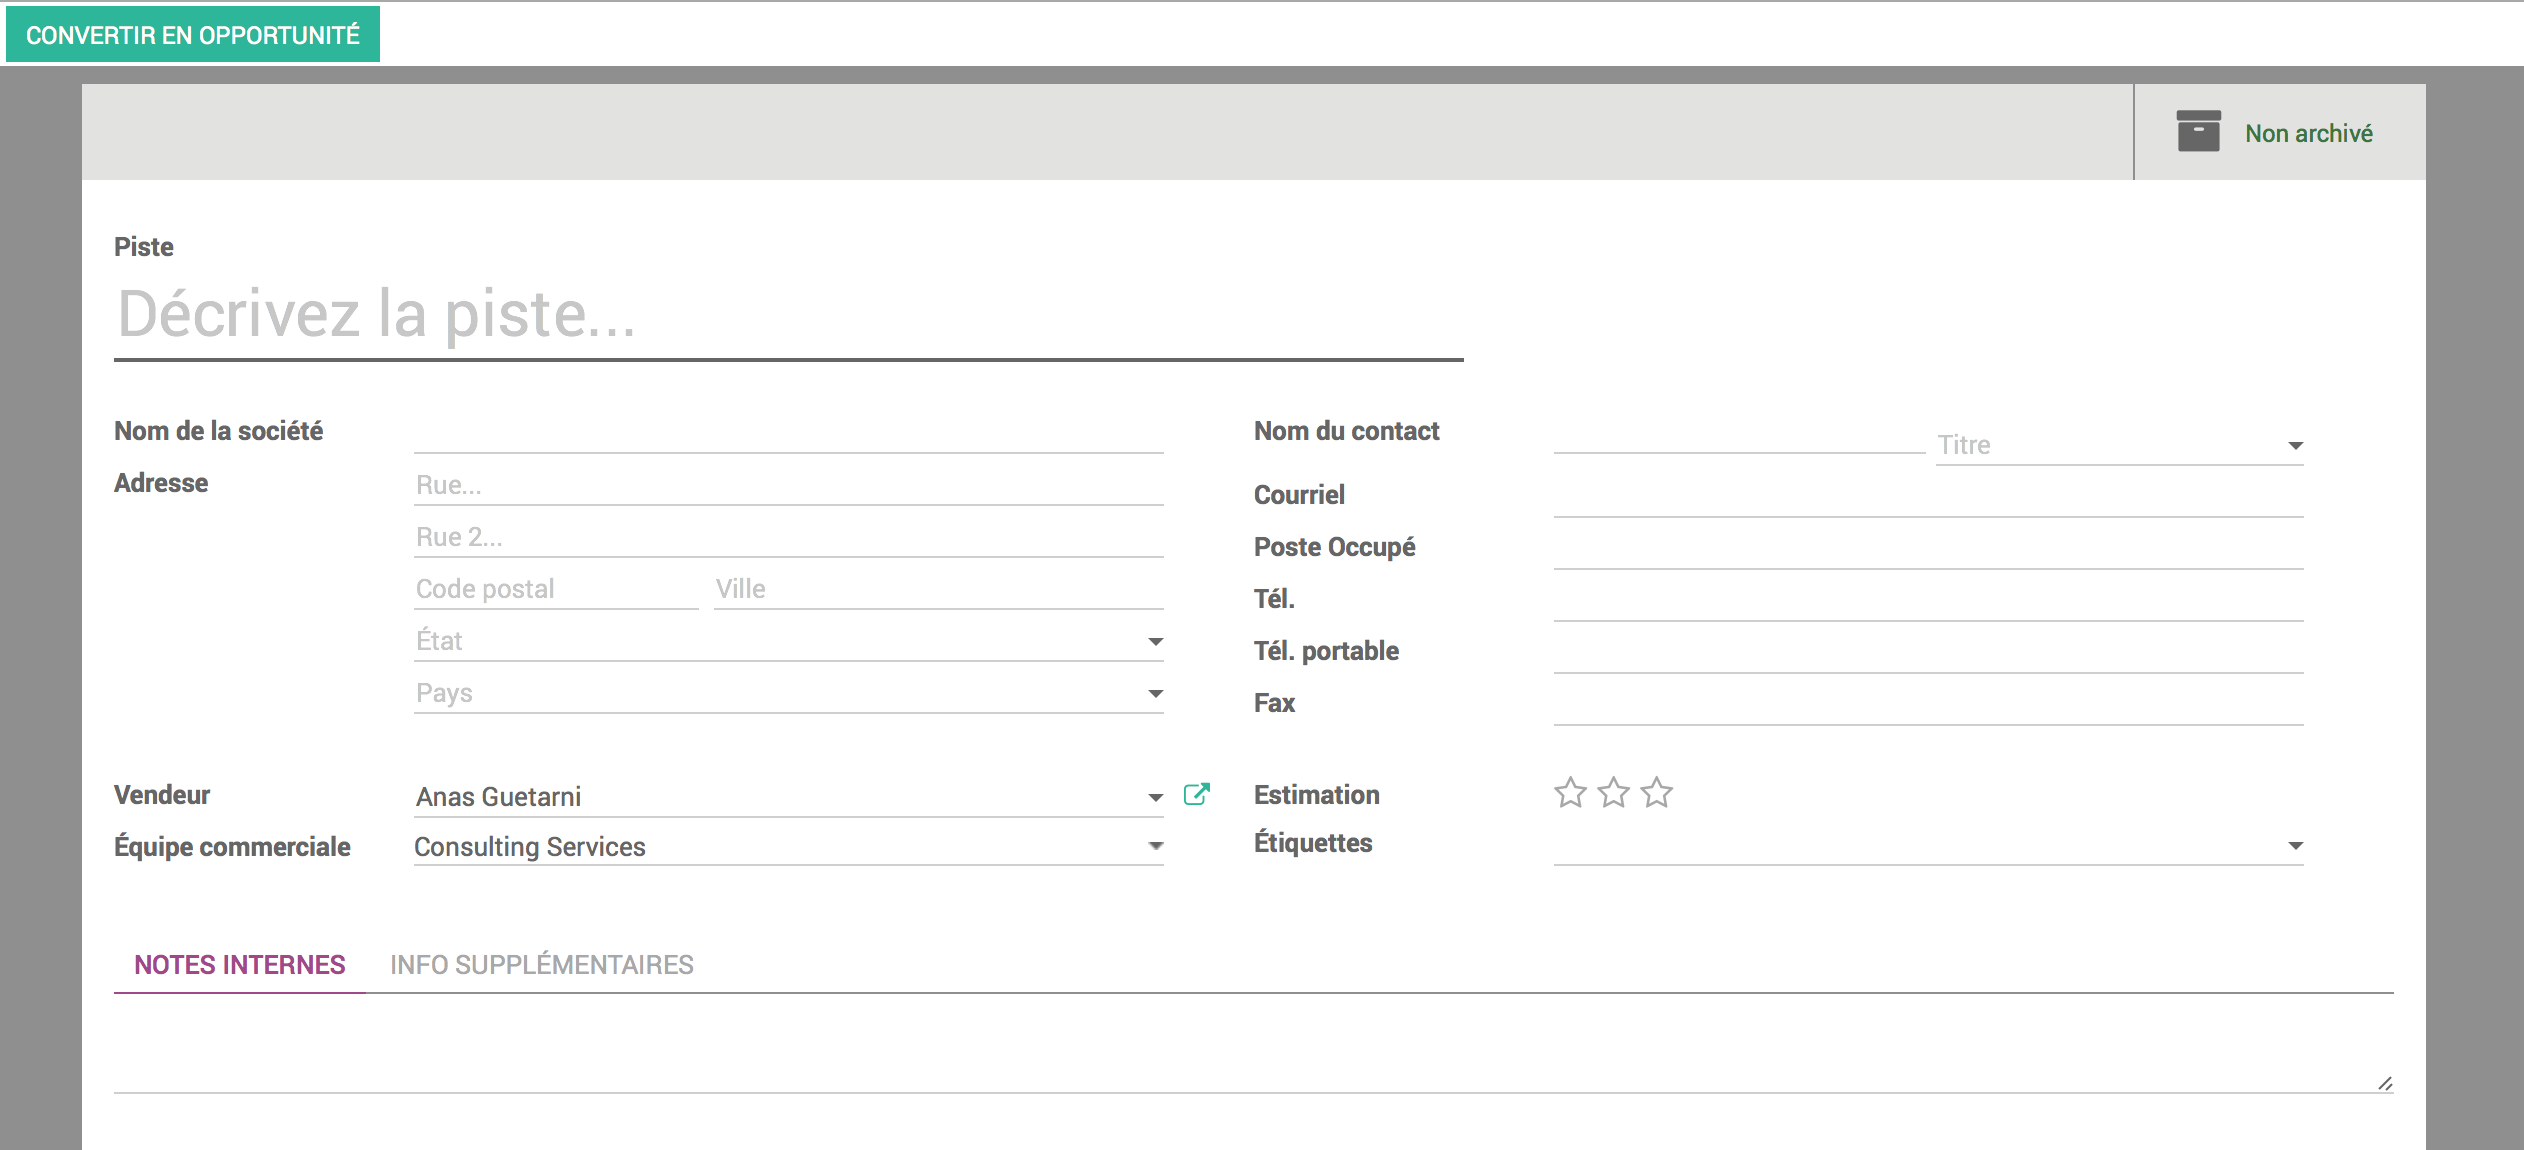 CONVERTIR EN OPPORTUNITÉ
Non archivé
Piste
Décrivez la piste...
Nom de la société
Adresse
Rue...
Rue 2...
Code postal Ville
État
Pays
Nom du contact Titre
Courriel
Poste Occupé
Tél.
Tél. portable
Fax
Vendeur Anas Guetarni
Équipe commerciale Consulting Services
Estimation
Étiquettes
NOTES INTERNES INFO SUPPLÉMENTAIRES